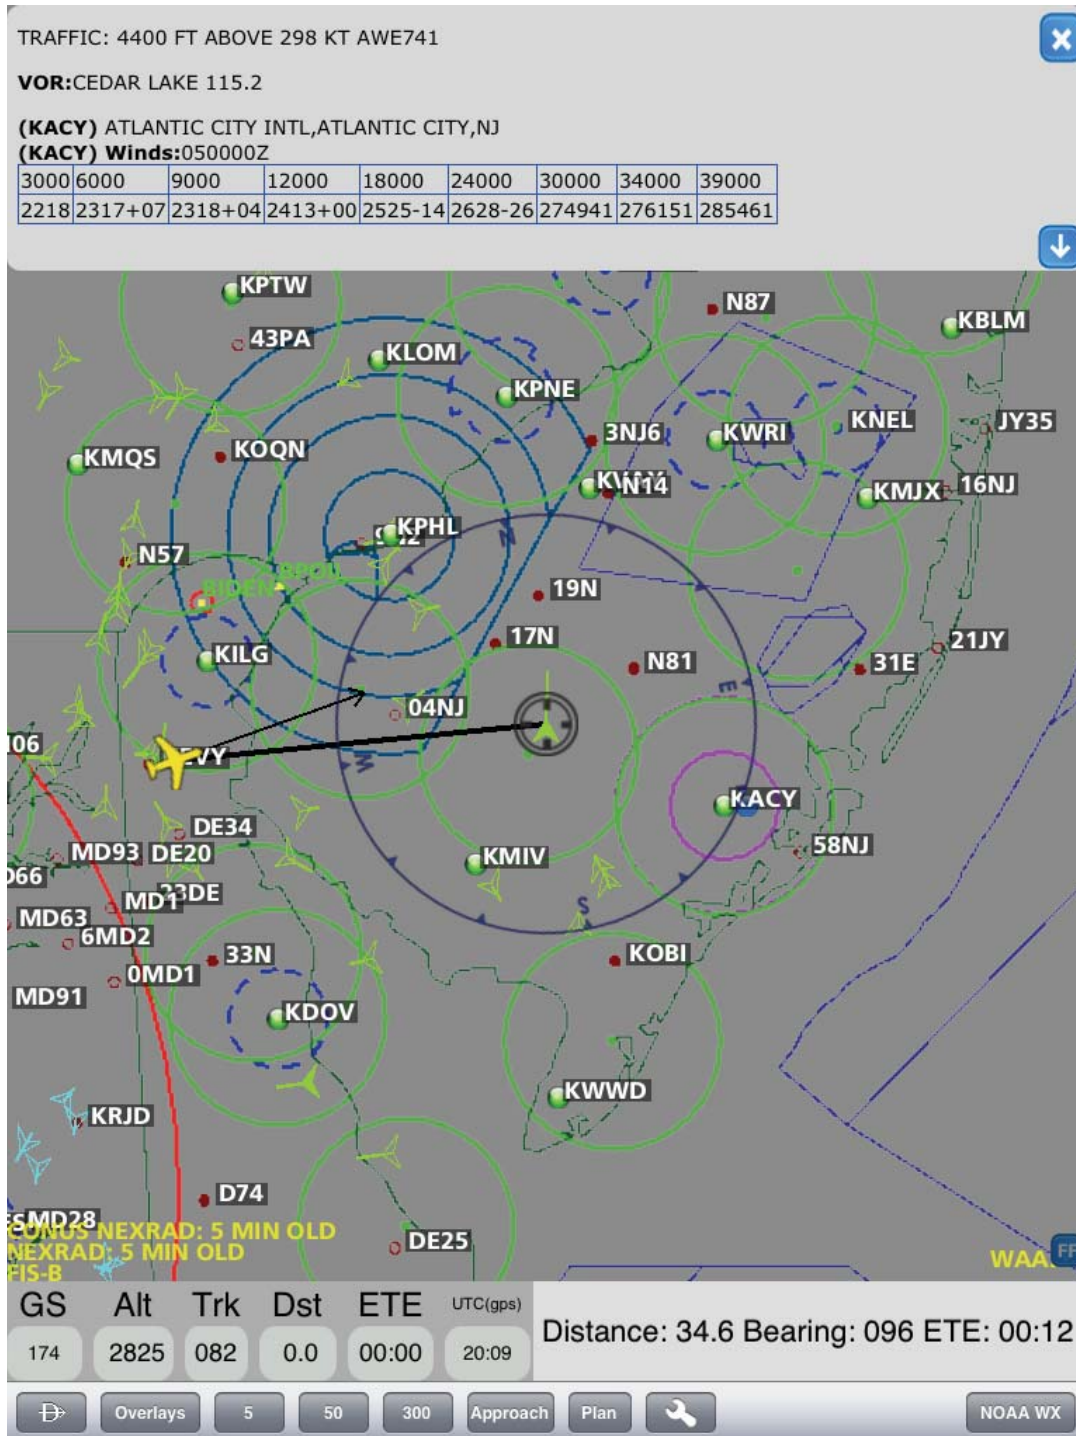 TRAFFIC: 4400 FT ABOVE 298 KT AWE741
VOR:CEDAR LAKE 115.2
(KACY) ATLANTIC CITY INTL,ATLANTIC CITY,NJ
(KACY) Winds:050000Z
3000 6000 9000 12000 18000 24000 30000 34000 39000
2218 2317+07 2318+04 2413+00 2525-14 2628-26 274941 276151 285461
KPTW
N87
KBLM
43PA
KLOM
KPNE
KNEL
JY35
3NJ6
KWRI
KOQN
KMQS
N14
KMJX
16NJ
KPHL
N57
BIDEN
19N
17N
21JY
KILG
N81
31E
E
04NJ
EVY
KACY
DE34
58NJ
MD93
DE20
KMIV
D66
MD1
MD63
6MD2
S
33N
KOBI
0MD1
MD91
KDOV
KWWD
KRJD
D74
MD28
CONUS NEXRAD: 5 MIN OLD
DE25
NEXRAD: 5 MIN OLD
FIS-B
GS Alt Trk Dst ETE UTC(gps)
174 2825 082 0.0 00:00 20:09
Distance: 34.6 Bearing: 096 ETE: 00:12
Overlays 5 50 300 Approach Plan NOAA WX